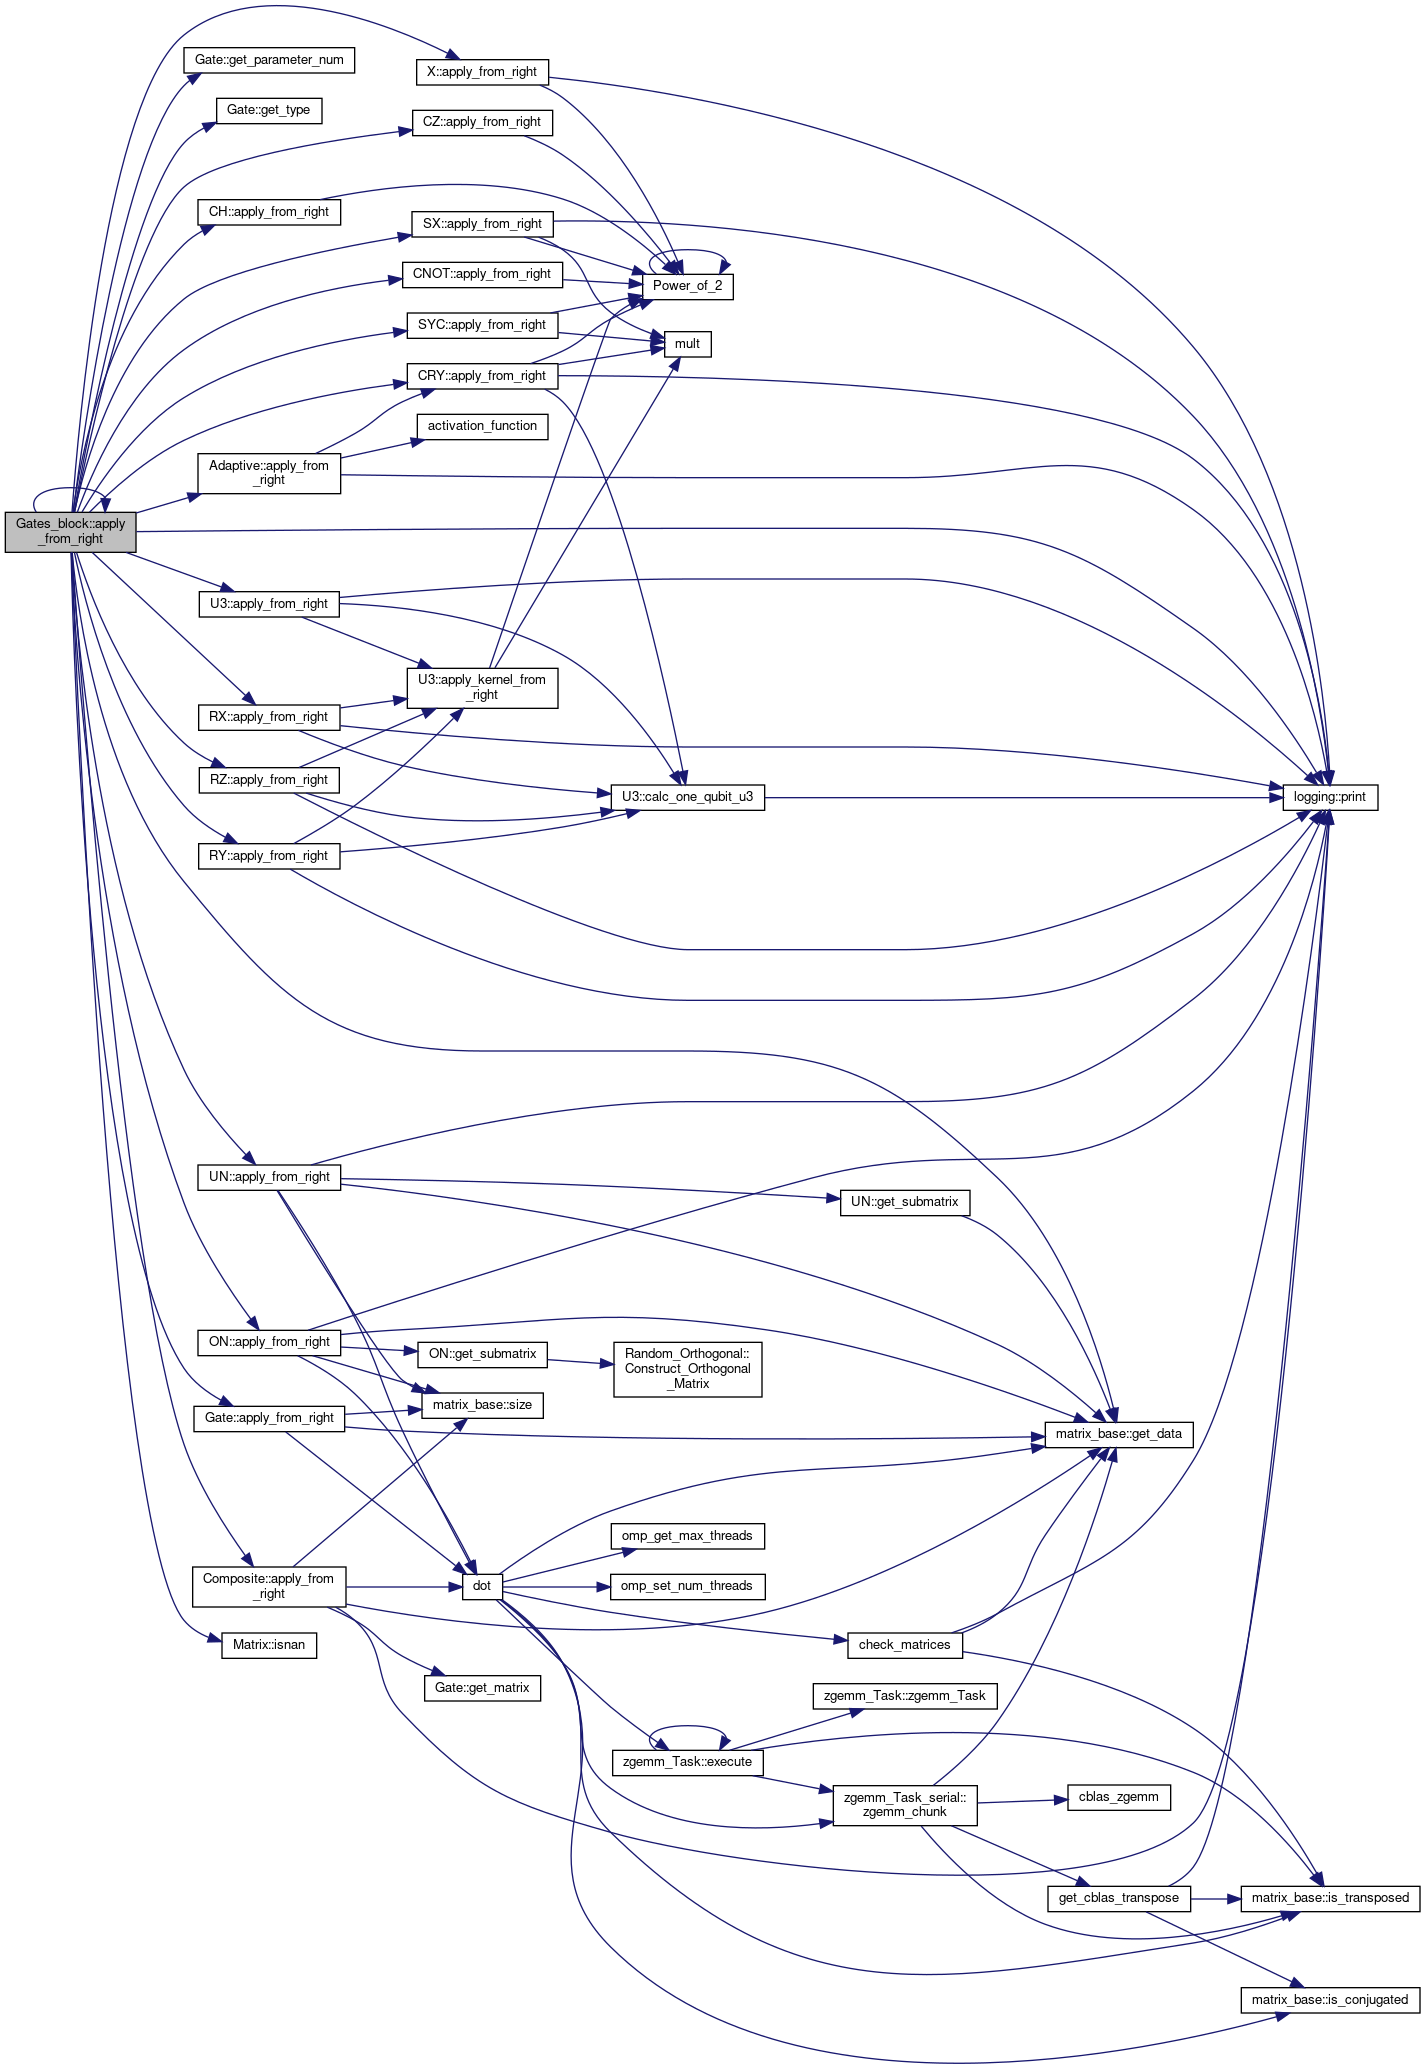 X::apply_from_right
Gate::get_parameter_num
Gate::get_type
CZ::apply_from_right
CH::apply_from_right
SX::apply_from_right
CNOT::apply_from_right
Power_of_2
SYC::apply_from_right
mult
CRY::apply_from_right
activation_function
Adaptive::apply_from
_right
Gates_block::apply
_from_right
U3::apply_from_right
U3::apply_kernel_from
_right
RX::apply_from_right
RZ::apply_from_right
U3::calc_one_qubit_u3
logging::print
RY::apply_from_right
UN::apply_from_right
UN::get_submatrix
ON::apply_from_right
ON::get_submatrix
Random_Orthogonal::
Construct_Orthogonal
_Matrix
matrix_base::size
Gate::apply_from_right
matrix_base::get_data
omp_get_max_threads
Composite::apply_from
_right
dot
omp_set_num_threads
Matrix::isnan
check_matrices
Gate::get_matrix
zgemm_Task::zgemm_Task
zgemm_Task::execute
zgemm_Task_serial::
zgemm_chunk
cblas_zgemm
get_cblas_transpose
matrix_base::is_transposed
matrix_base::is_conjugated